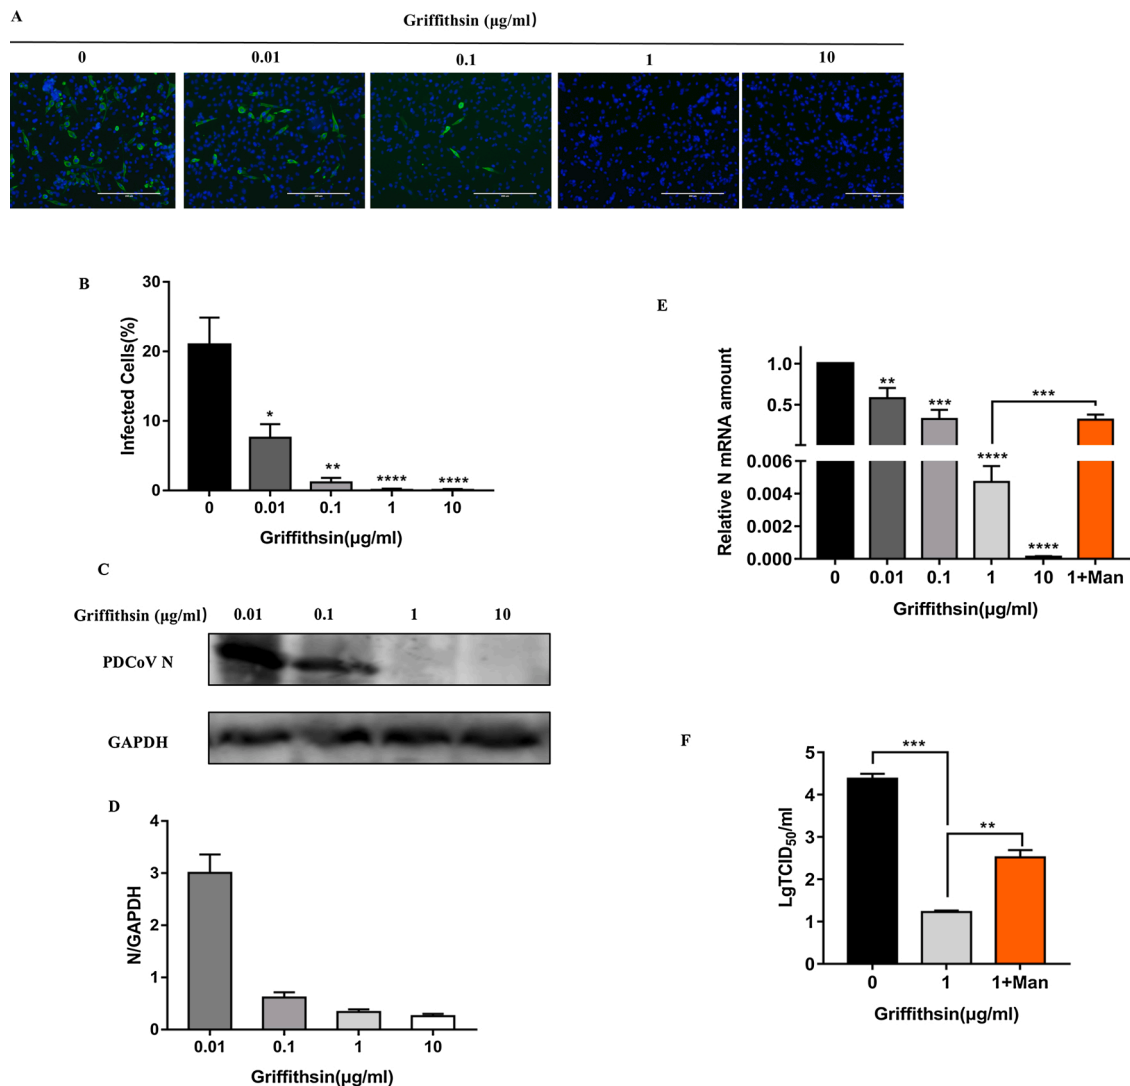 A
Griffithsin (μg/ml)
0 0.01 0.1 1 10
B
Infected Cells(%)
30
20
10
0
*
**
****
****
0 0.01 0.1 1 10
Griffithsin(μg/ml)
C
Griffithsin (μg/ml) 0.01 0.1 1 10
PDCoV N
GAPDH
D
N/GAPDH
4
3
2
1
0
0.01 0.1 1 10
Griffithsin(μg/ml)
E
Relative N mRNA amount
1.0
0.5
0.006
0.004
0.002
0.000
**
***
****
****
***
0 0.01 0.1 1 10 1+Man
Griffithsin(μg/ml)
F
LgTCID50/ml
5
4
3
2
1
0
***
**
0 1 1+Man
Griffithsin(μg/ml)